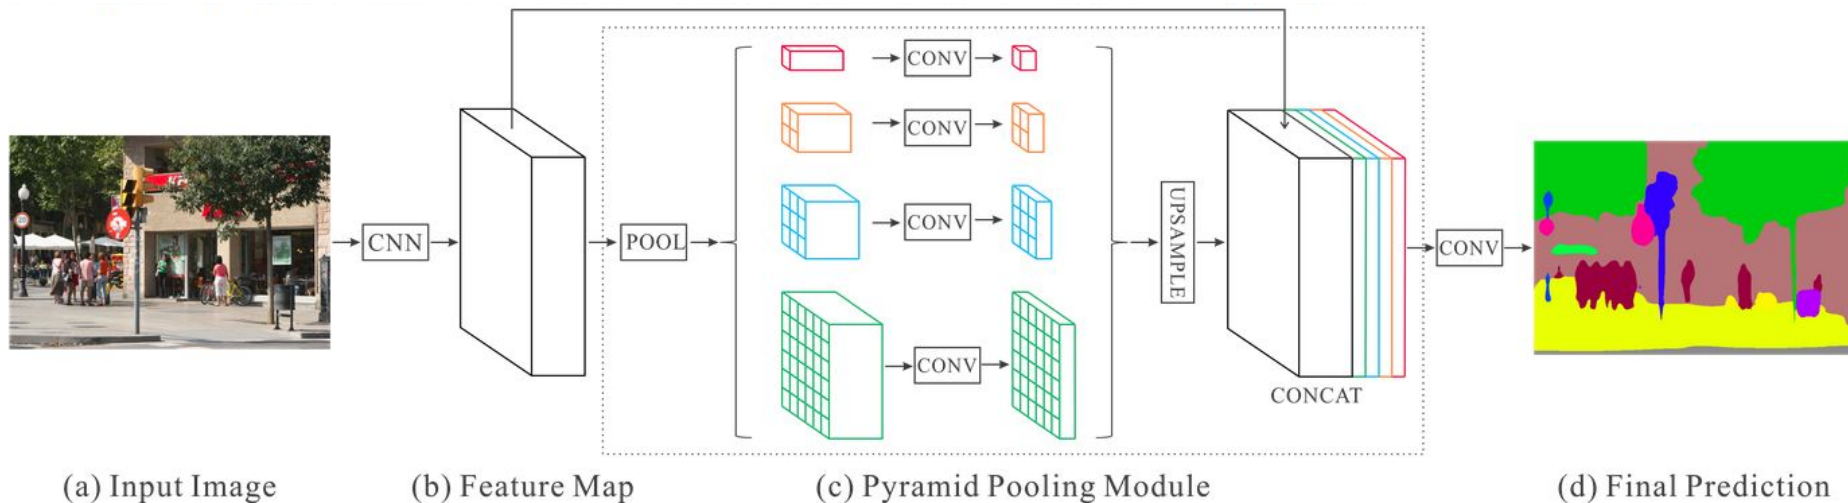 CONV
CNN
POOL
CONV
CONV
CONV
UPSAMPLE
CONV
CONCAT
(a) Input Image
(b) Feature Map
(c) Pyramid Pooling Module
(d) Final Prediction